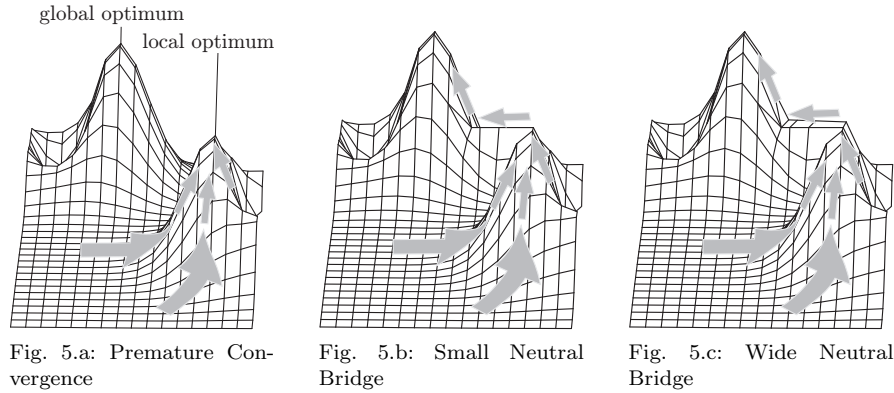 global optimum
local optimum
Fig. 5.a: Premature Con-
vergence
Fig. 5.b: Small Neutral
Bridge
Fig. 5.c: Wide Neutral
Bridge